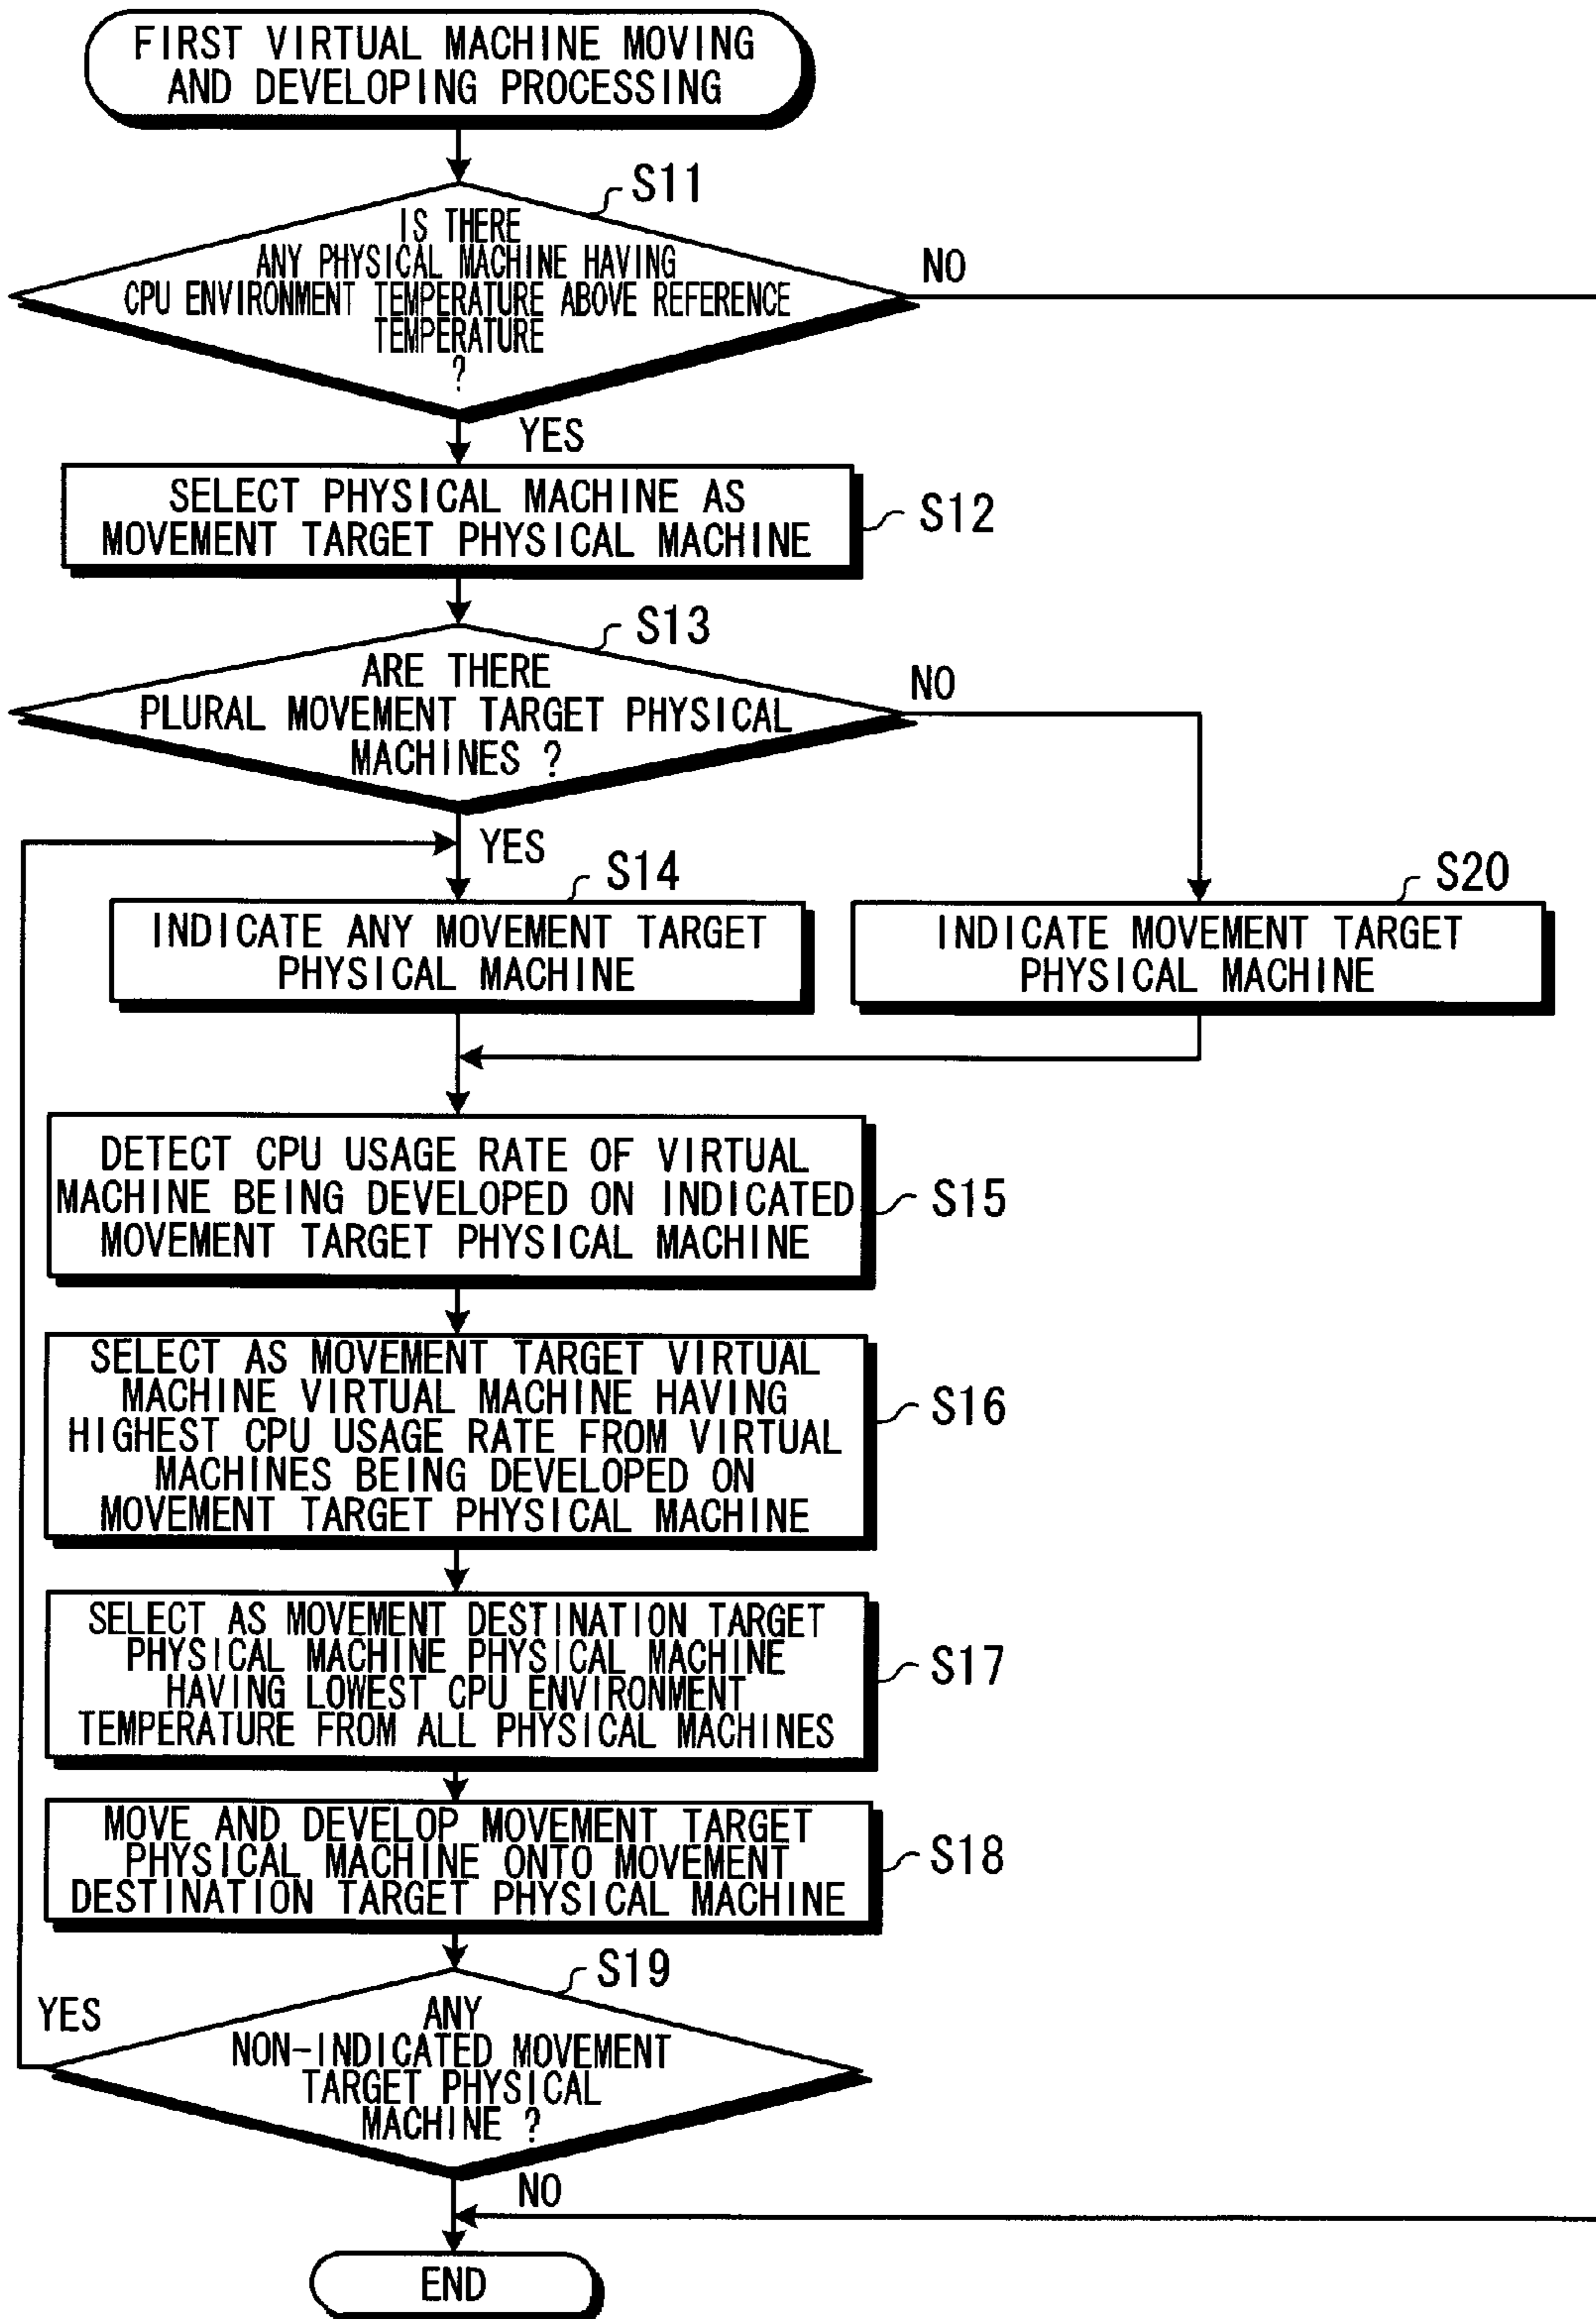 FIRST VIRTUAL MACHINE MOVING
AND DEVELOPING PROCESSING
S11
IS THERE
ANY PHYSICAL MACHINE HAVING
CPU ENVIRONMENT TEMPERATURE ABOVE REFERENCE
TEMPERATURE
?
NO
YES
SELECT PHYSICAL MACHINE AS
MOVEMENT TARGET PHYSICAL MACHINE
S12
S13
ARE THERE
PLURAL MOVEMENT TARGET PHYSICAL
MACHINES ?
NO
YES
S14
INDICATE ANY MOVEMENT TARGET
PHYSICAL MACHINE
S20
INDICATE MOVEMENT TARGET
PHYSICAL MACHINE
DETECT CPU USAGE RATE OF VIRTUAL
MACHINE BEING DEVELOPED ON INDICATED
MOVEMENT TARGET PHYSICAL MACHINE
S15
SELECT AS MOVEMENT TARGET VIRTUAL
MACHINE VIRTUAL MACHINE HAVING
HIGHEST CPU USAGE RATE FROM VIRTUAL
MACHINES BEING DEVELOPED ON
MOVEMENT TARGET PHYSICAL MACHINE
S16
SELECT AS MOVEMENT DESTINATION TARGET
PHYSICAL MACHINE PHYSICAL MACHINE
HAVING LOWEST CPU ENVIRONMENT
TEMPERATURE FROM ALL PHYSICAL MACHINES
S17
MOVE AND DEVELOP MOVEMENT TARGET
PHYSICAL MACHINE ONTO MOVEMENT
DESTINATION TARGET PHYSICAL MACHINE
S18
S19
YES
ANY
NON-INDICATED MOVEMENT
TARGET PHYSICAL
MACHINE ?
NO
END